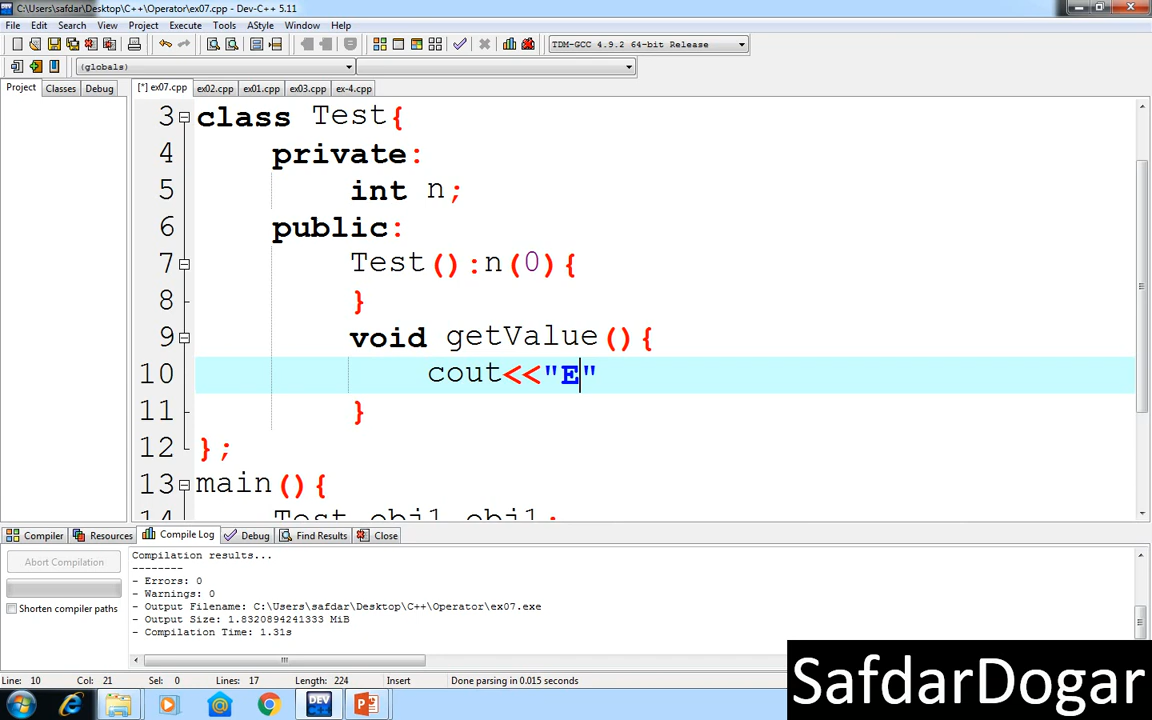 C:\Users\safdar\Desktop\C++\Operator\ex07.cpp - Dev-C++ 5.11
File Edit Search View Project Execute Tools AStyle Window Help
TDM-GCC 4.9.2 64-bit Release
(globals)
Project Classes Debug
[*] ex07.cpp ex02.cpp ex01.cpp ex03.cpp ex-4.cpp
3 class Test{
4 private:
5 int n;
6 public:
7 Test():n(0){
8 }
9 void getValue(){
10 cout<<"E"
11 }
12 };
13 main(){
14 Test obj1,obj1;
Compiler Resources Compile Log Debug Find Results Close
Abort Compilation
Shorten compiler paths
Compilation results...
--------
- Errors: 0
- Warnings: 0
- Output Filename: C:\Users\safdar\Desktop\C++\Operator\ex07.exe
- Output Size: 1.8320894241333 MiB
- Compilation Time: 1.31s
Line: 10 Col: 21 Sel: 0 Lines: 17 Length: 224 Insert Done parsing in 0.015 seconds
DEV
SafdarDogar